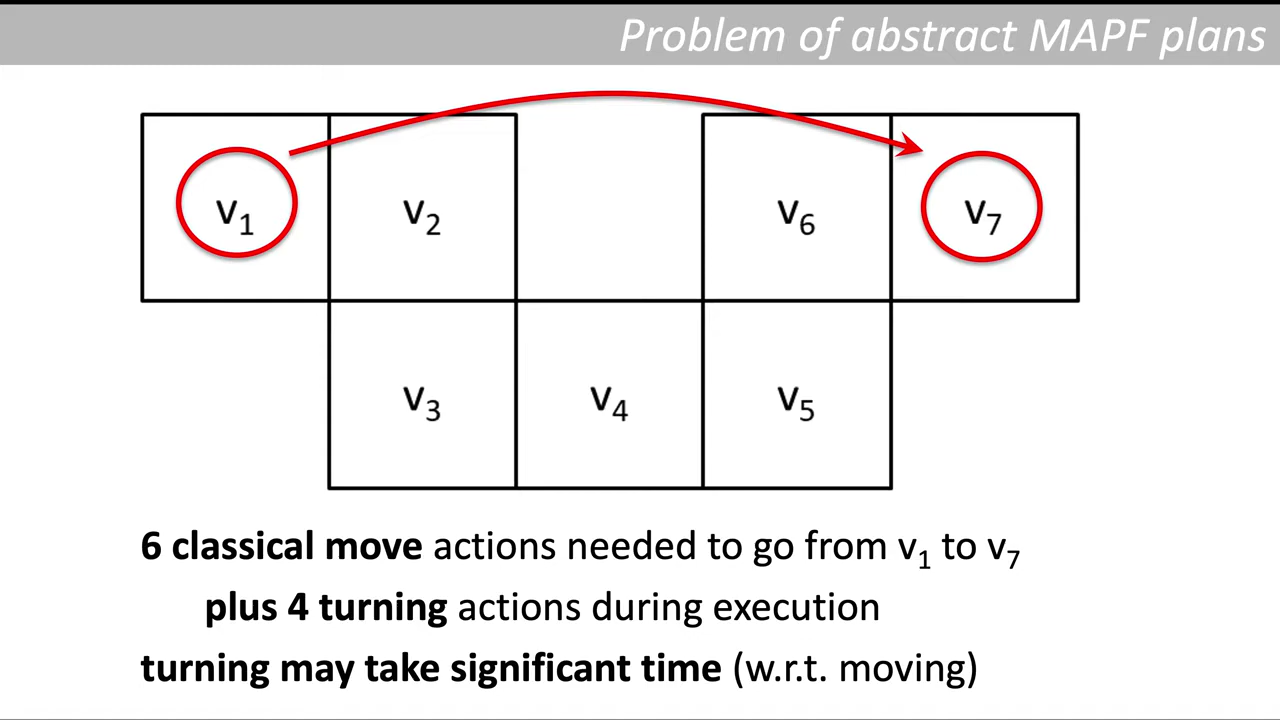 Problem of abstract MAPF plans
v₁ v₂ v₆ v₇
v₃ v₄ v₅
6 classical move actions needed to go from v₁ to v₇
plus 4 turning actions during execution
turning may take significant time (w.r.t. moving)